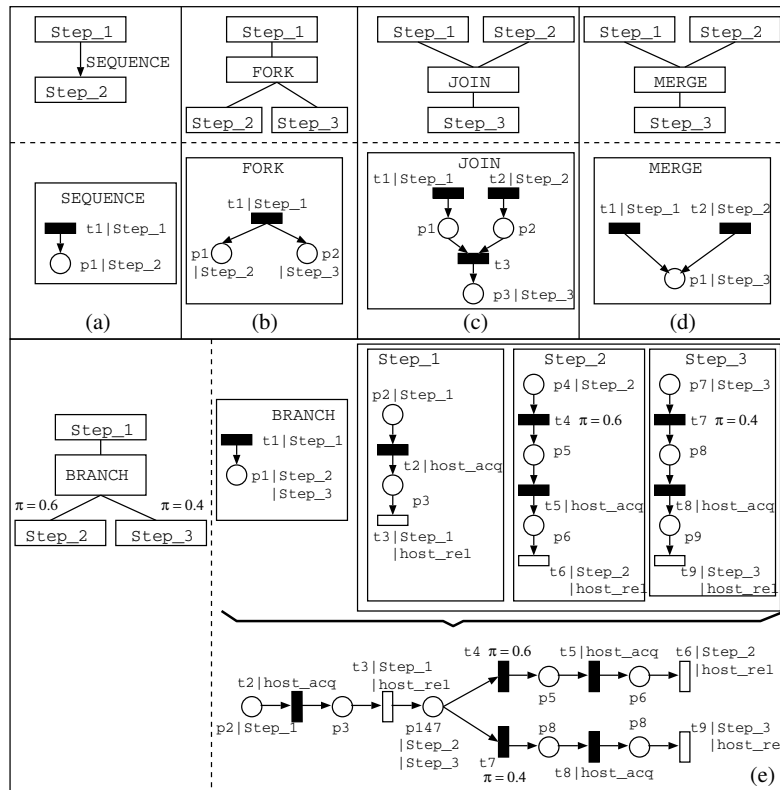 Step_1
SEQUENCE
Step_2
SEQUENCE
t1|Step_1
p1|Step_2
(a)
Step_1
FORK
Step_2
Step_3
FORK
t1|Step_1
p1
|Step_2
p2
|Step_3
(b)
Step_1
Step_2
JOIN
Step_3
JOIN
t1|Step_1
t2|Step_2
p1
p2
t3
p3|Step_3
(c)
Step_1
Step_2
MERGE
Step_3
MERGE
t1|Step_1
t2|Step_2
p1|Step_3
(d)
Step_1
BRANCH
π = 0.6
π = 0.4
Step_2
Step_3
BRANCH
t1|Step_1
p1|Step_2
|Step_3
Step_1
p2|Step_1
t2|host_acq
p3
t3|Step_1
|host_rel
Step_2
p4|Step_2
t4 π = 0.6
p5
t5|host_acq
p6
t6|Step_2
|host_rel
Step_3
p7|Step_3
t7 π = 0.4
p8
t8|host_acq
p9
t9|Step_3
|host_rel
t2|host_acq
t3|Step_1
|host_rel
p2|Step_1
p3
p147
|Step_2
|Step_3
t4 π = 0.6
t5|host_acq
t6|Step_2
|host_rel
p5
p6
p8
p8
t9|Step_3
|host_re
t7
π = 0.4
t8|host_acq
(e)